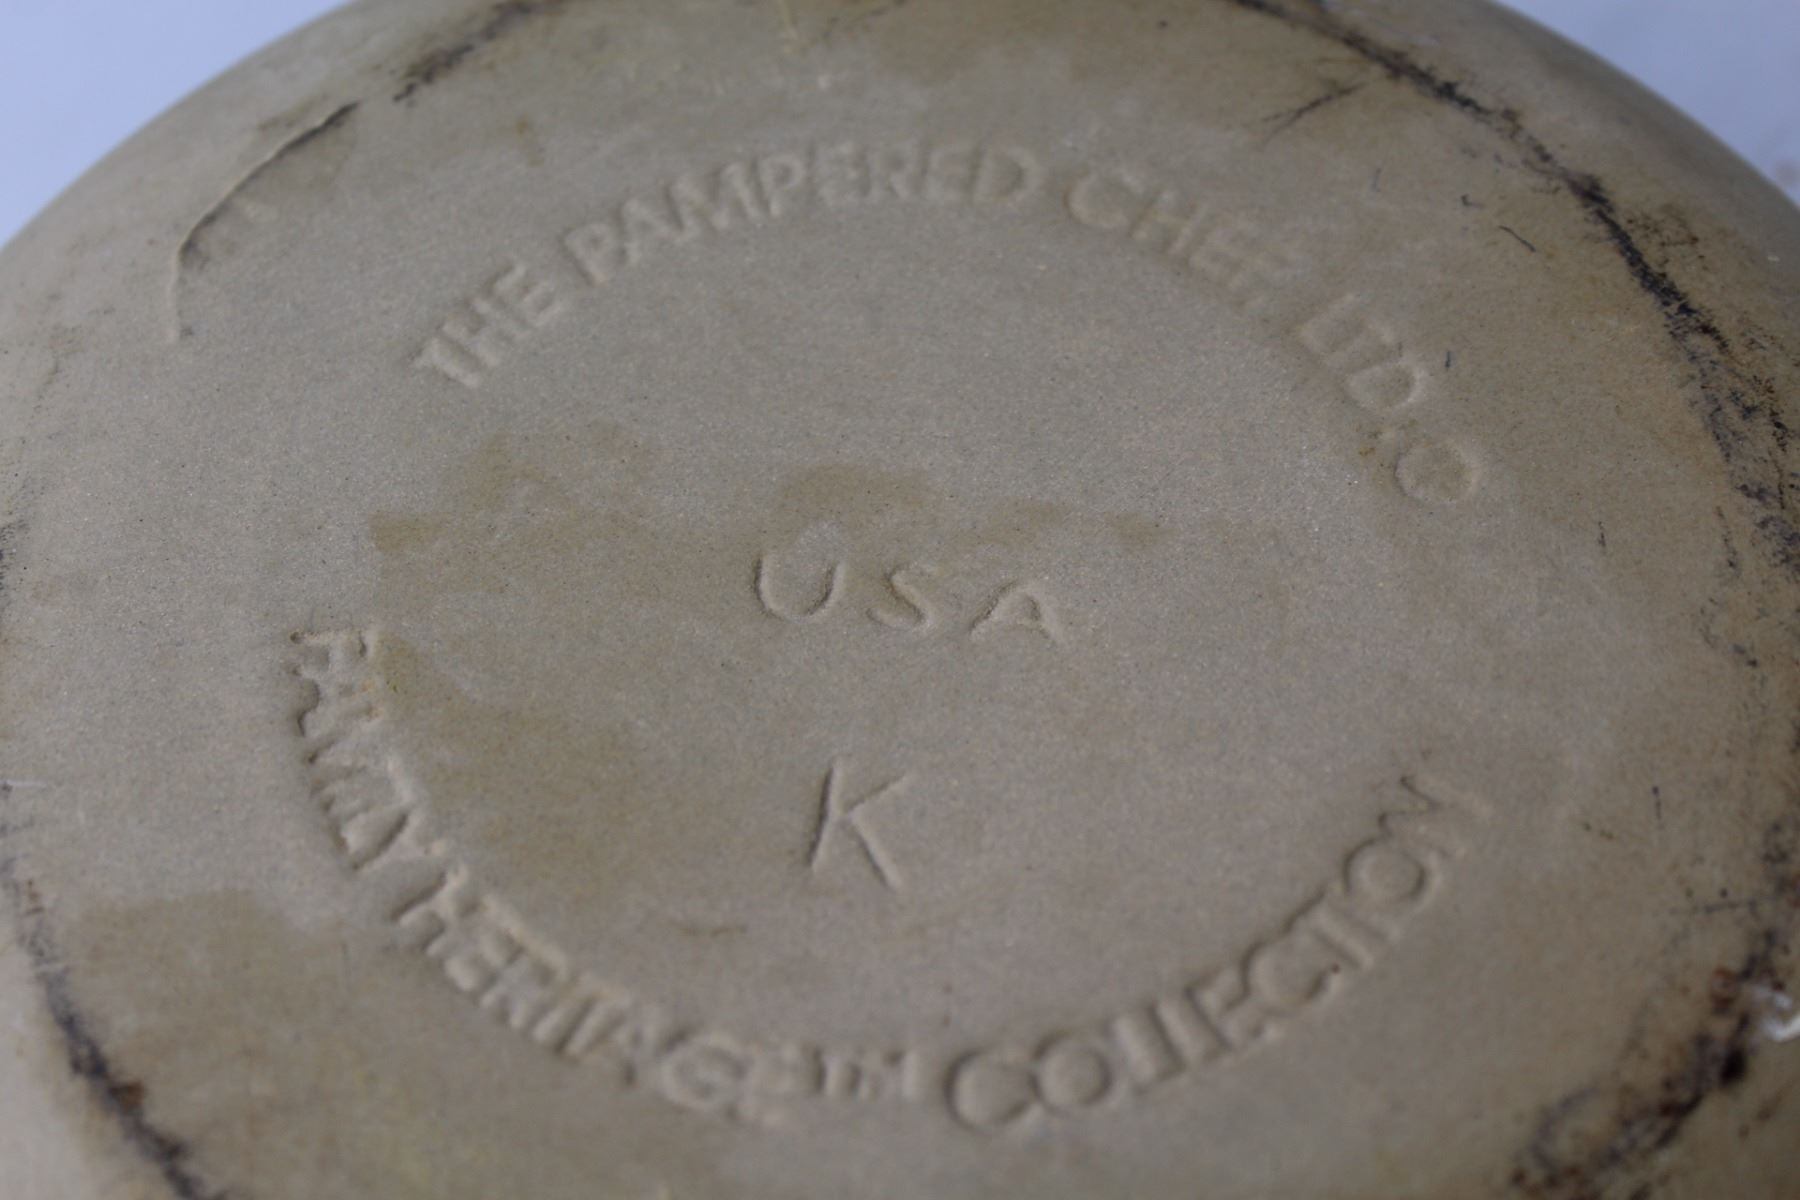 THE PAMPERED CHEF, LTD.®
USA
K
FAMILY HERITAGE™ COLLECTION